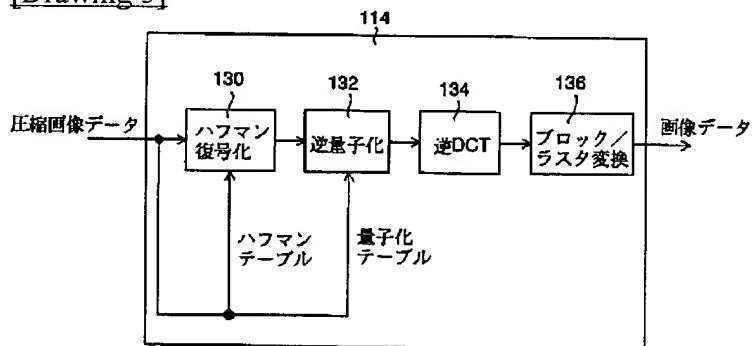 114
130
132
134
136
圧縮画像データ
ハフマン
復号化
逆量子化
逆DCT
ブロック／
ラスタ変換
画像データ
ハフマン
テーブル
量子化
テーブル